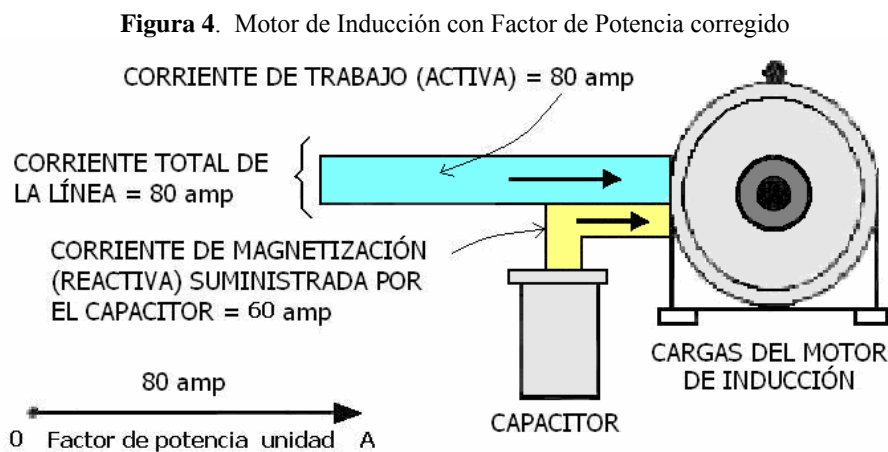 Figura 4.  Motor de Inducción con Factor de Potencia corregido
CORRIENTE DE TRABAJO (ACTIVA) = 80 amp
CORRIENTE TOTAL DE
LA LÍNEA = 80 amp
CORRIENTE DE MAGNETIZACIÓN
(REACTIVA) SUMINISTRADA POR
EL CAPACITOR = 60 amp
CARGAS DEL MOTOR
DE INDUCCIÓN
80 amp
CAPACITOR
0 Factor de potencia unidad A